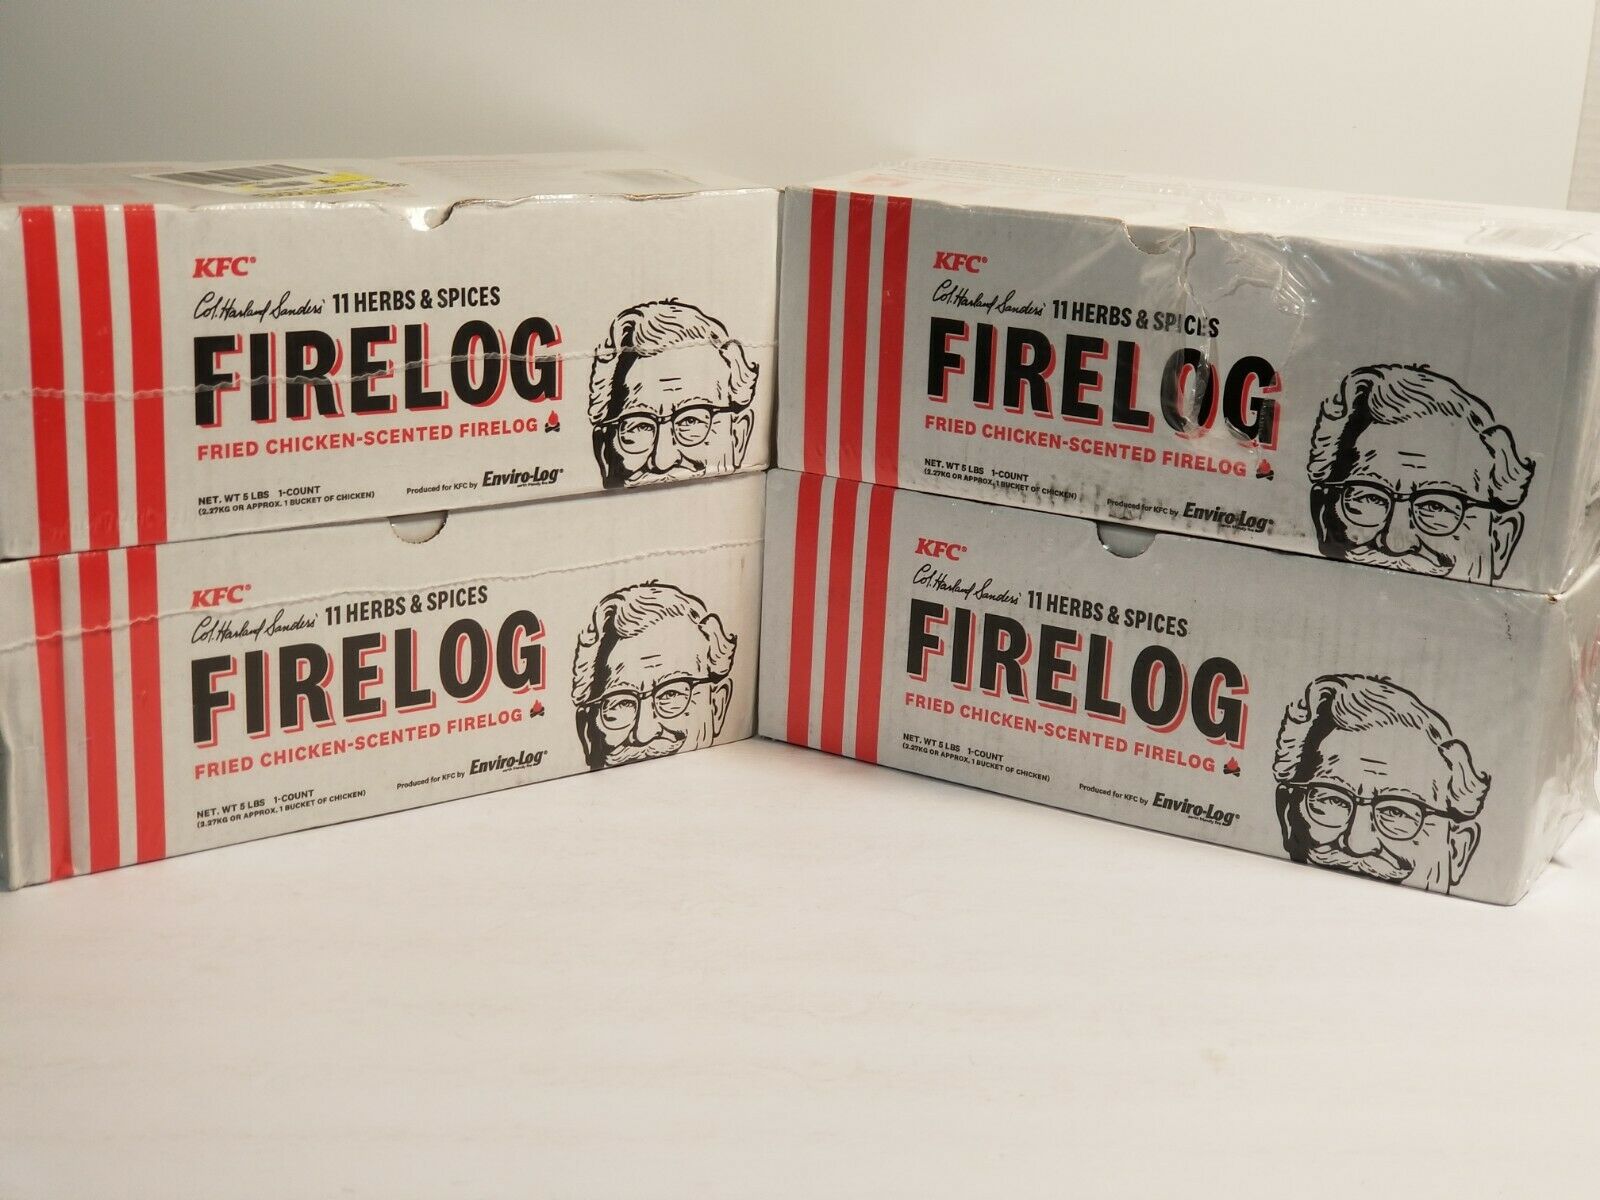 KFC®
Col. Harland Sanders' 11 HERBS & SPICES
FIRELOG
FRIED CHICKEN-SCENTED FIRELOG
NET. WT 5 LBS 1-COUNT
(2.27KG OR APPROX. 1 BUCKET OF CHICKEN)
Produced for KFC by Enviro-Log®
KFC®
Col. Harland Sanders' 11 HERBS & SPICES
FIRELOG
FRIED CHICKEN-SCENTED FIRELOG
NET. WT 5 LBS 1-COUNT
(2.27KG OR APPROX. 1 BUCKET OF CHICKEN)
Produced for KFC by Enviro-Log®
KFC®
Col. Harland Sanders' 11 HERBS & SPICES
FIRELOG
FRIED CHICKEN-SCENTED FIRELOG
NET. WT 5 LBS 1-COUNT
(2.27KG OR APPROX. 1 BUCKET OF CHICKEN)
Produced for KFC by Enviro-Log®
KFC®
Col. Harland Sanders' 11 HERBS & SPICES
FIRELOG
FRIED CHICKEN-SCENTED FIRELOG
NET. WT 5 LBS 1-COUNT
(2.27KG OR APPROX. 1 BUCKET OF CHICKEN)
Produced for KFC by Enviro-Log®